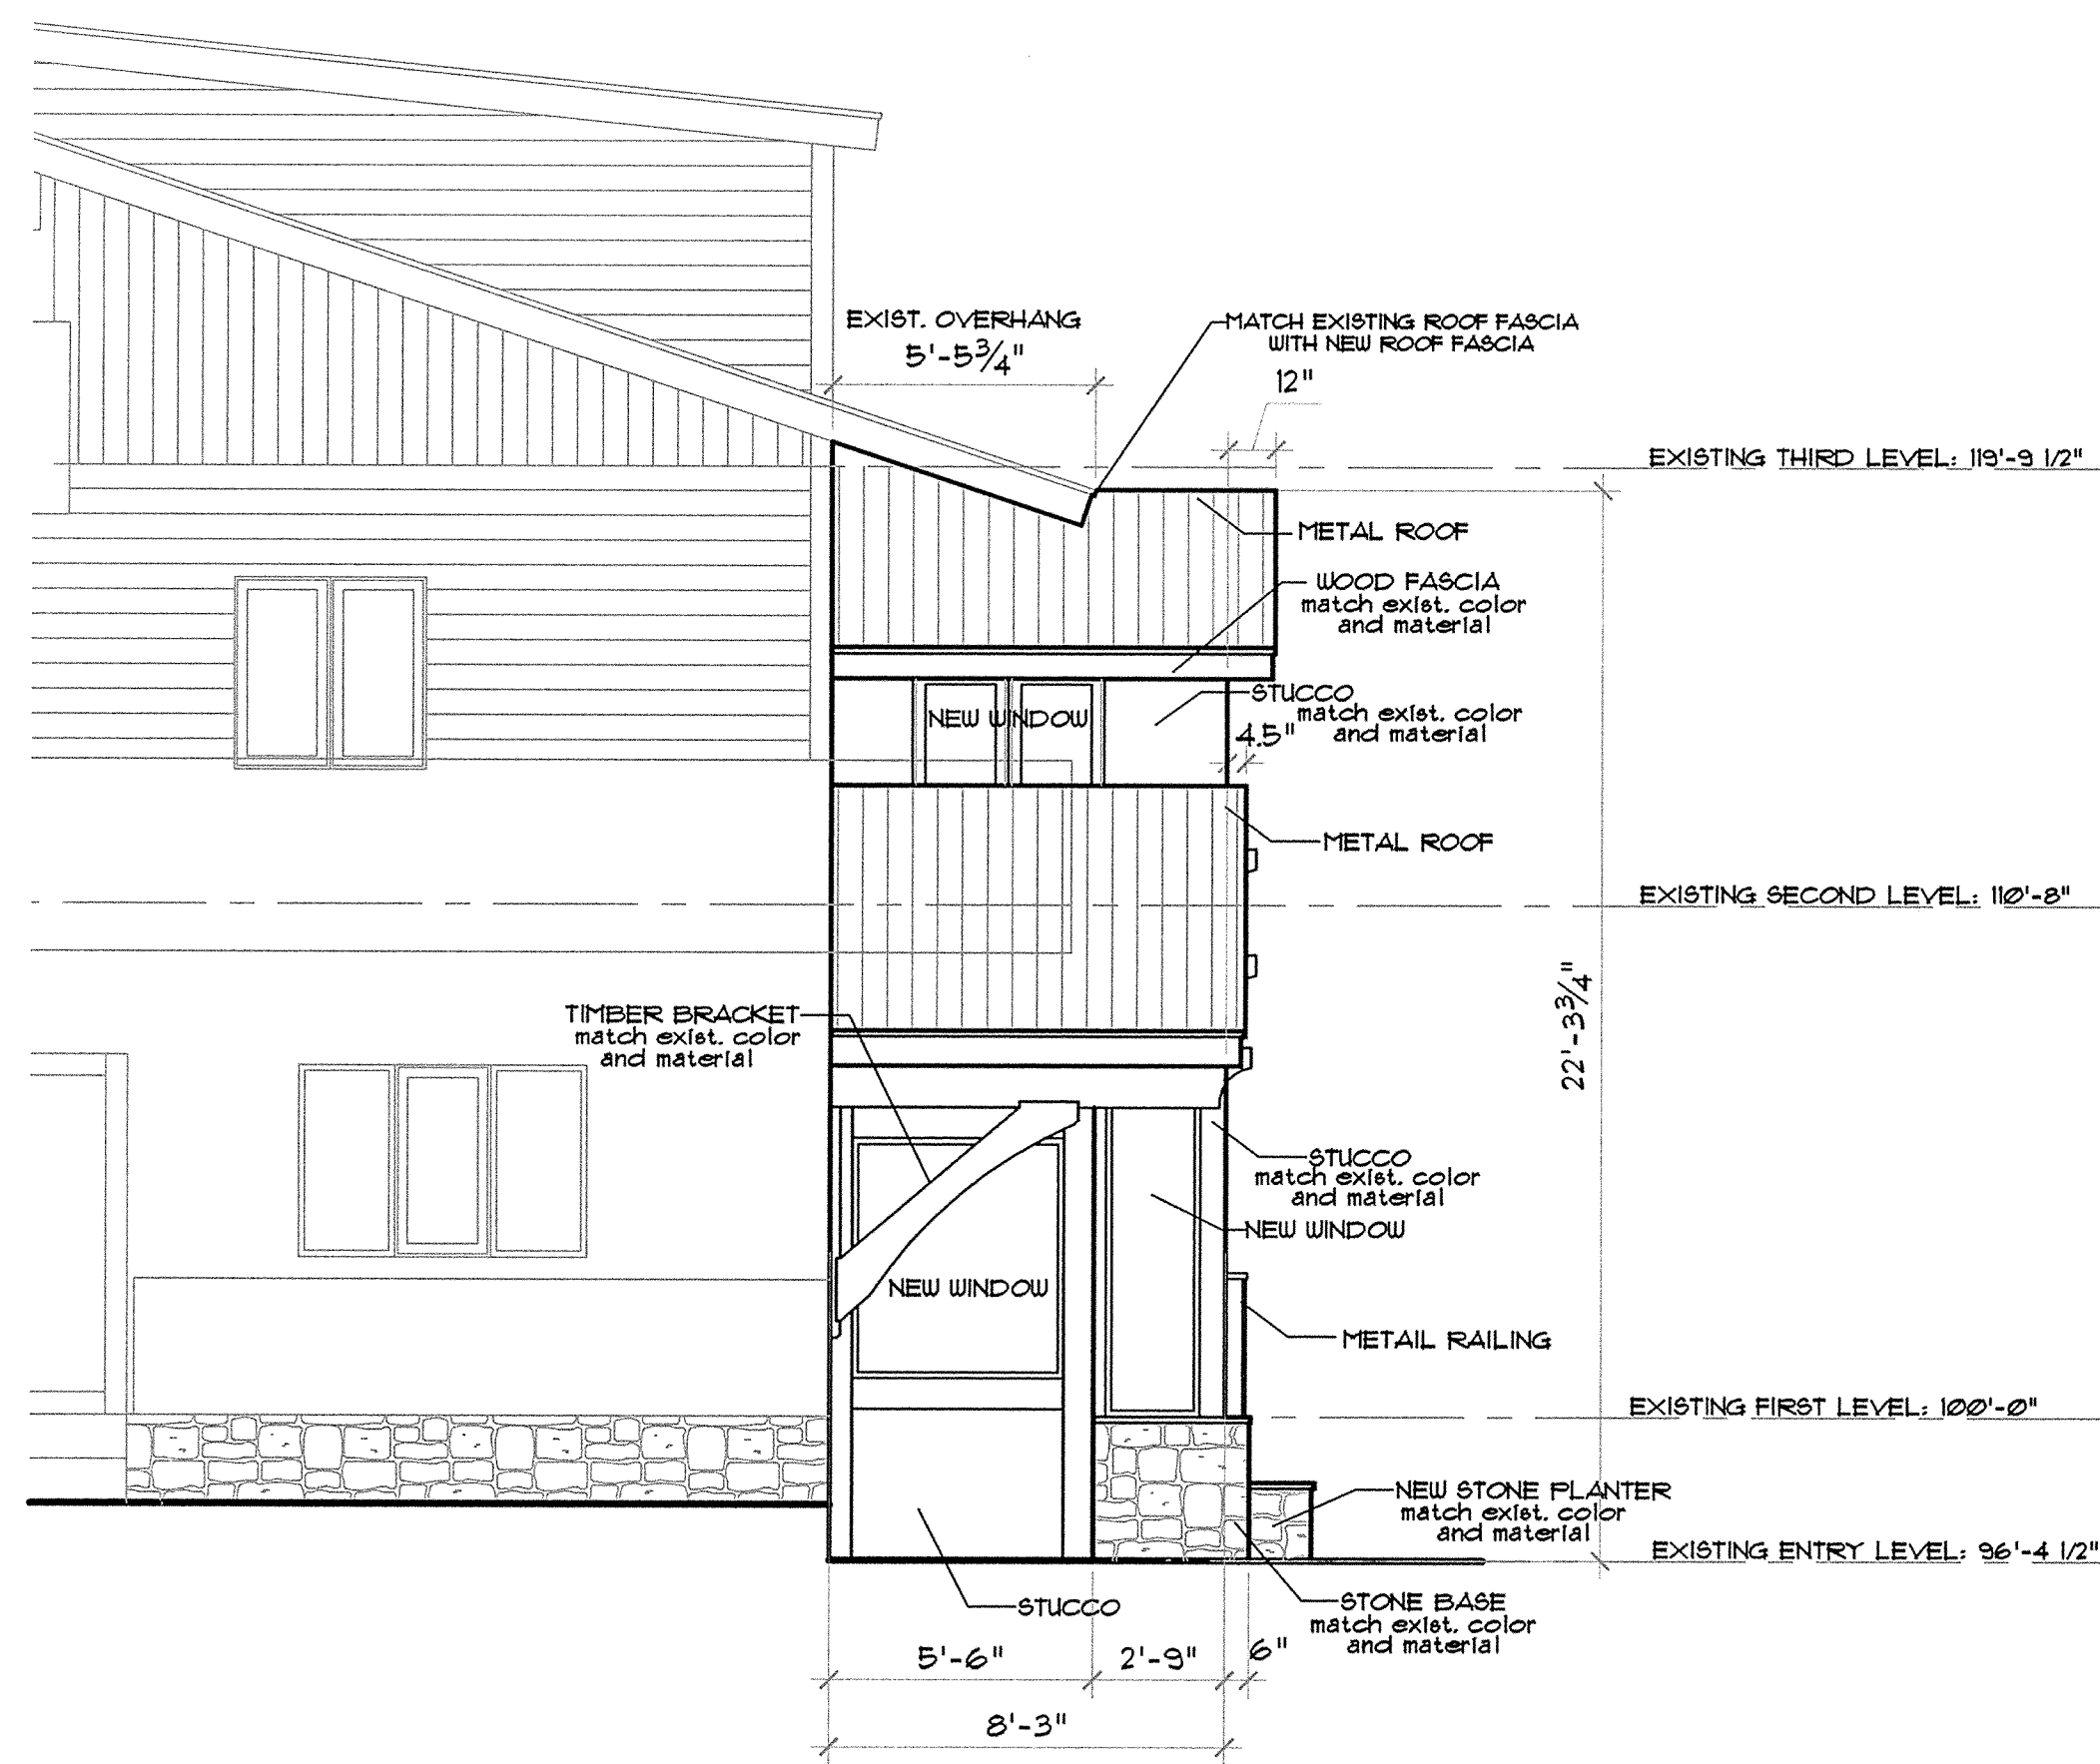 EXIST. OVERHANG
5'-5¾"
MATCH EXISTING ROOF FASCIA
WITH NEW ROOF FASCIA
12"
EXISTING THIRD LEVEL: 119'-9 1/2"
METAL ROOF
WOOD FASCIA
match exist. color
and material
STUCCO
match exist. color
and material
NEW WINDOW
4.5"
METAL ROOF
EXISTING SECOND LEVEL: 110'-8"
22'-3¾"
TIMBER BRACKET
match exist. color
and material
STUCCO
match exist. color
and material
NEW WINDOW
NEW WINDOW
METAIL RAILING
EXISTING FIRST LEVEL: 100'-0"
NEW STONE PLANTER
match exist. color
and material
EXISTING ENTRY LEVEL: 96'-4 1/2"
STUCCO
STONE BASE
match exist. color
and material
5'-6"
2'-9"
6"
8'-3"